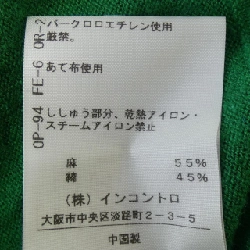 パークロロエチレン使用
厳禁。
あて布使用
ししゅう部分、乾熱アイロン・
スチームアイロン禁止
麻 55%
綿 45%
(株)インコントロ
大阪市中央区淡路町2-3-5
中国製
OP-94 FE-6 OR-2